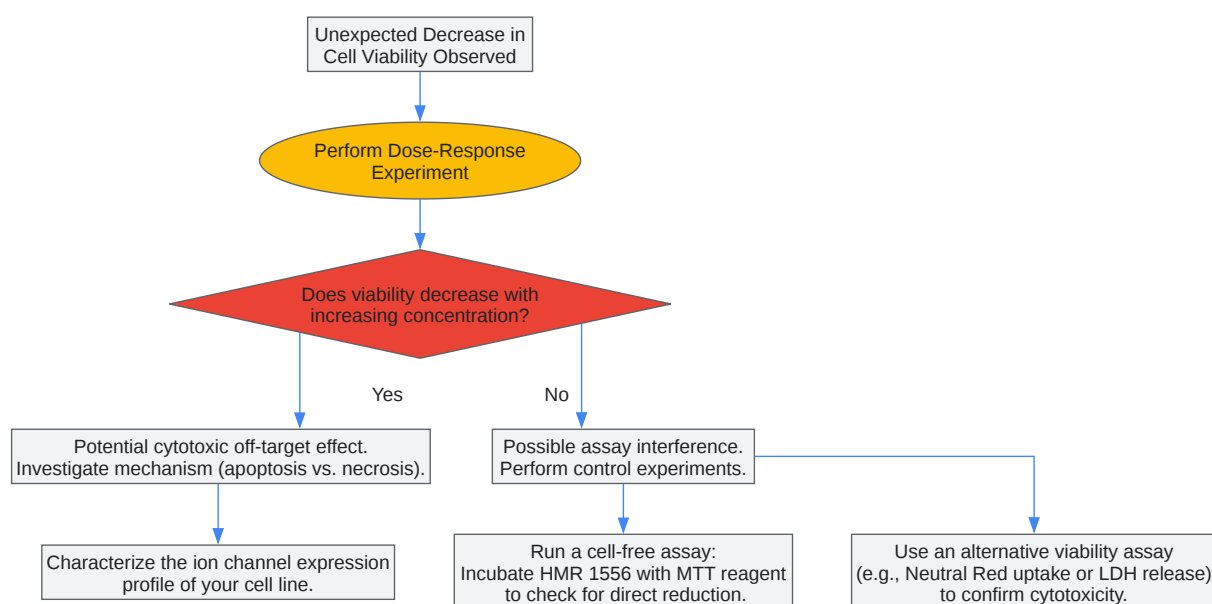 Unexpected Decrease in
Cell Viability Observed
Perform Dose-Response
Experiment
Does viability decrease with
increasing concentration?
Yes
No
Potential cytotoxic off-target effect.
Investigate mechanism (apoptosis vs. necrosis).
Possible assay interference.
Perform control experiments.
Characterize the ion channel expression
profile of your cell line.
Run a cell-free assay:
Incubate HMR 1556 with MTT reagent
to check for direct reduction.
Use an alternative viability assay
(e.g., Neutral Red uptake or LDH release)
to confirm cytotoxicity.